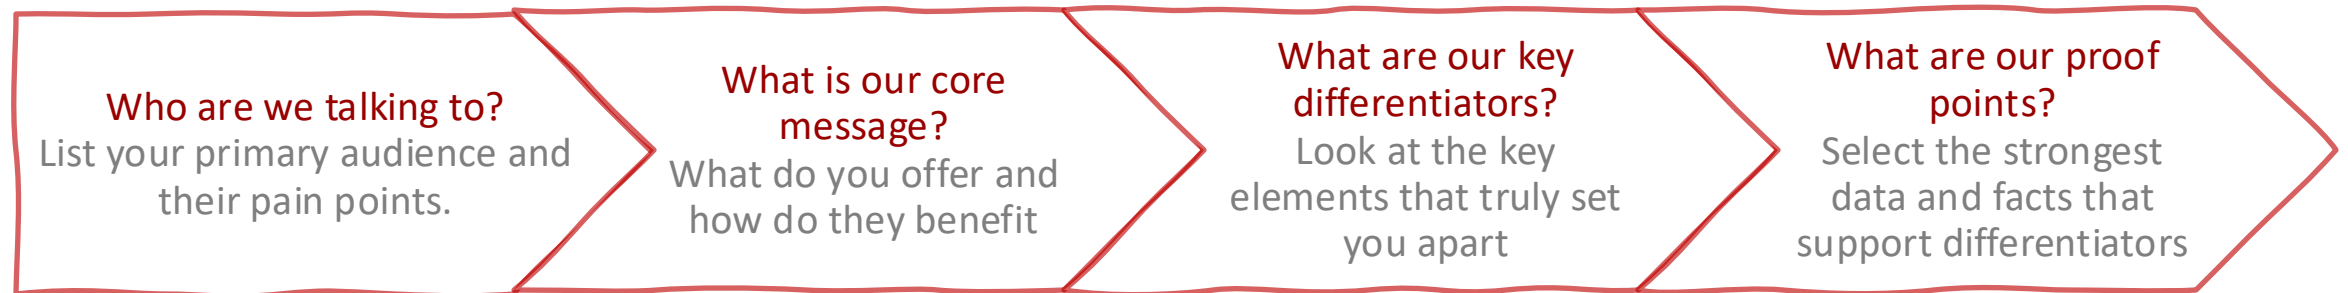 Who are we talking to?
List your primary audience and
their pain points.
What is our core
message?
What do you offer and
how do they benefit
What are our key
differentiators?
Look at the key
elements that truly set
you apart
What are our proof
points?
Select the strongest
data and facts that
support differentiators